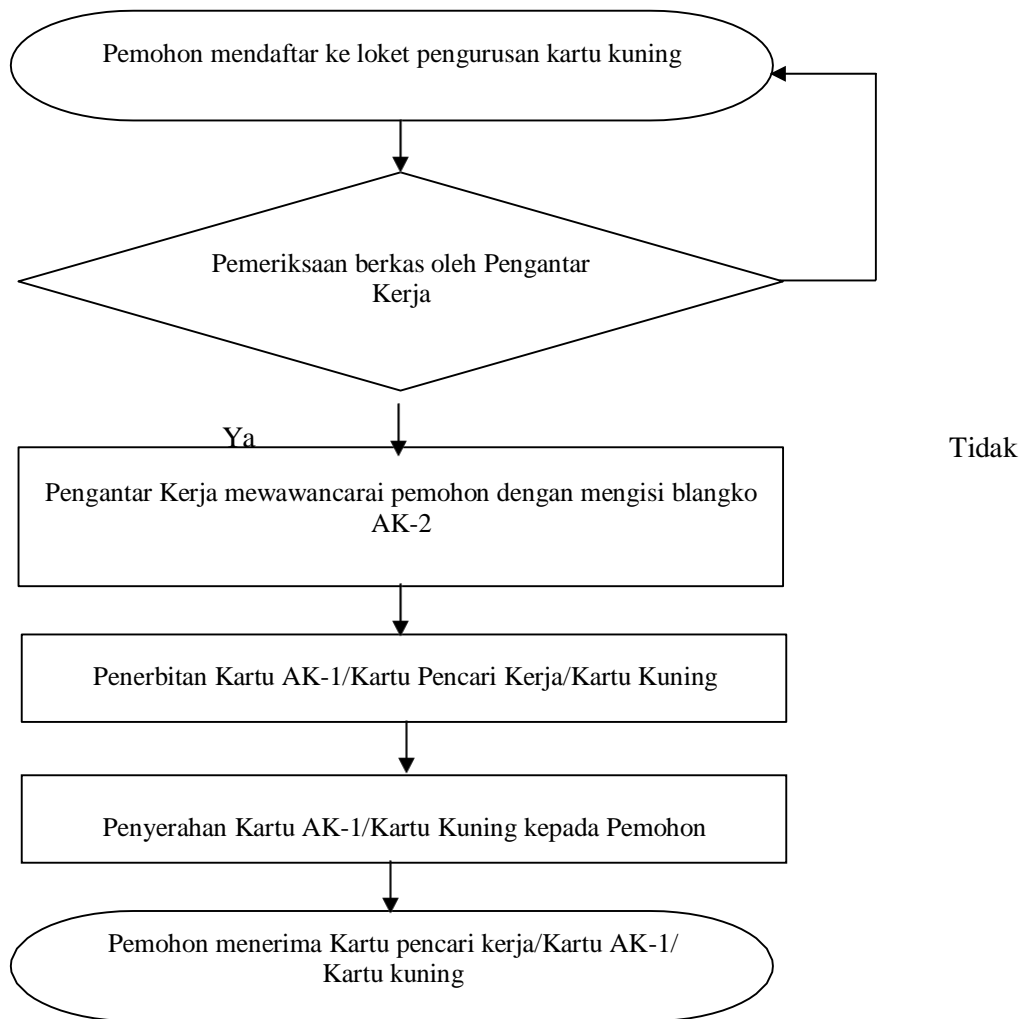 Pemohon mendaftar ke loket pengurusan kartu kuning
Pemeriksaan berkas oleh Pengantar
Kerja
Ya
Tidak
Pengantar Kerja mewawancarai pemohon dengan mengisi blangko
AK-2
Penerbitan Kartu AK-1/Kartu Pencari Kerja/Kartu Kuning
Penyerahan Kartu AK-1/Kartu Kuning kepada Pemohon
Pemohon menerima Kartu pencari kerja/Kartu AK-1/
Kartu kuning